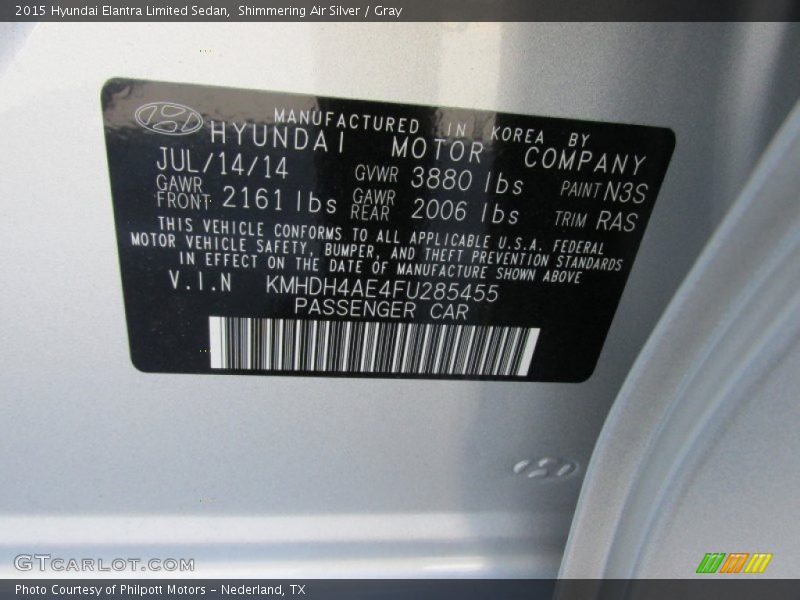 2015 Hyundai Elantra Limited Sedan,  Shimmering Air Silver / Gray
MANUFACTURED IN KOREA BY
HYUNDAI MOTOR COMPANY
JUL/14/14 GVWR 3880 lbs PAINT N3S
GAWR FRONT 2161 lbs GAWR REAR 2006 lbs TRIM RAS
THIS VEHICLE CONFORMS TO ALL APPLICABLE U.S.A. FEDERAL
MOTOR VEHICLE SAFETY, BUMPER, AND THEFT PREVENTION STANDARDS
IN EFFECT ON THE DATE OF MANUFACTURE SHOWN ABOVE
V.I.N KMHDH4AE4FU285455
PASSENGER CAR
GTCARLOT.COM
Photo Courtesy of Philpott Motors - Nederland, TX